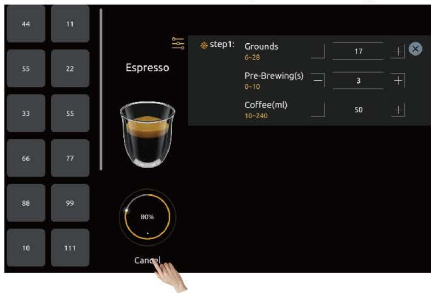 44 11
55 22
33 55
66 77
88 99
10 111
Espresso
80%
Cancel
step1:
Grounds 17
6~28
Pre-Brewing(s) 3
0~10
Coffee(ml) 50
10~240